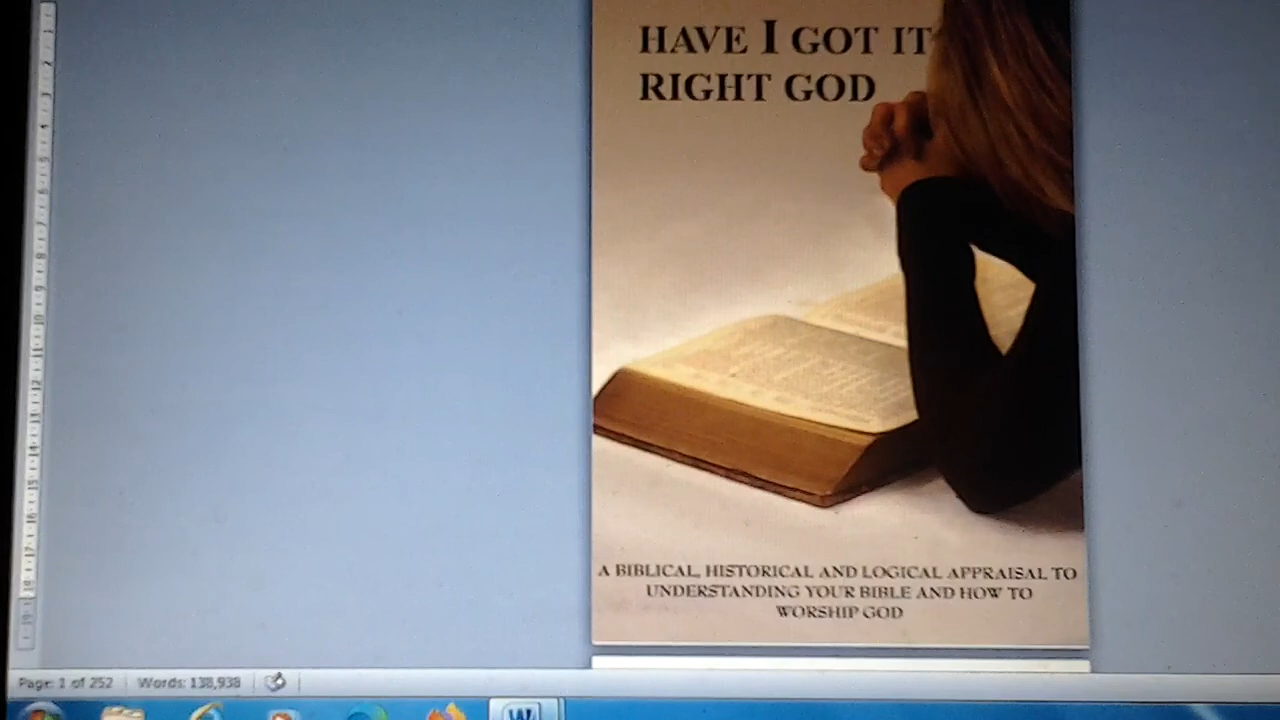 HAVE I GOT IT
RIGHT GOD
A BIBLICAL, HISTORICAL AND LOGICAL APPRAISAL TO
UNDERSTANDING YOUR BIBLE AND HOW TO
WORSHIP GOD
Page: 1 of 252 Words: 138,938